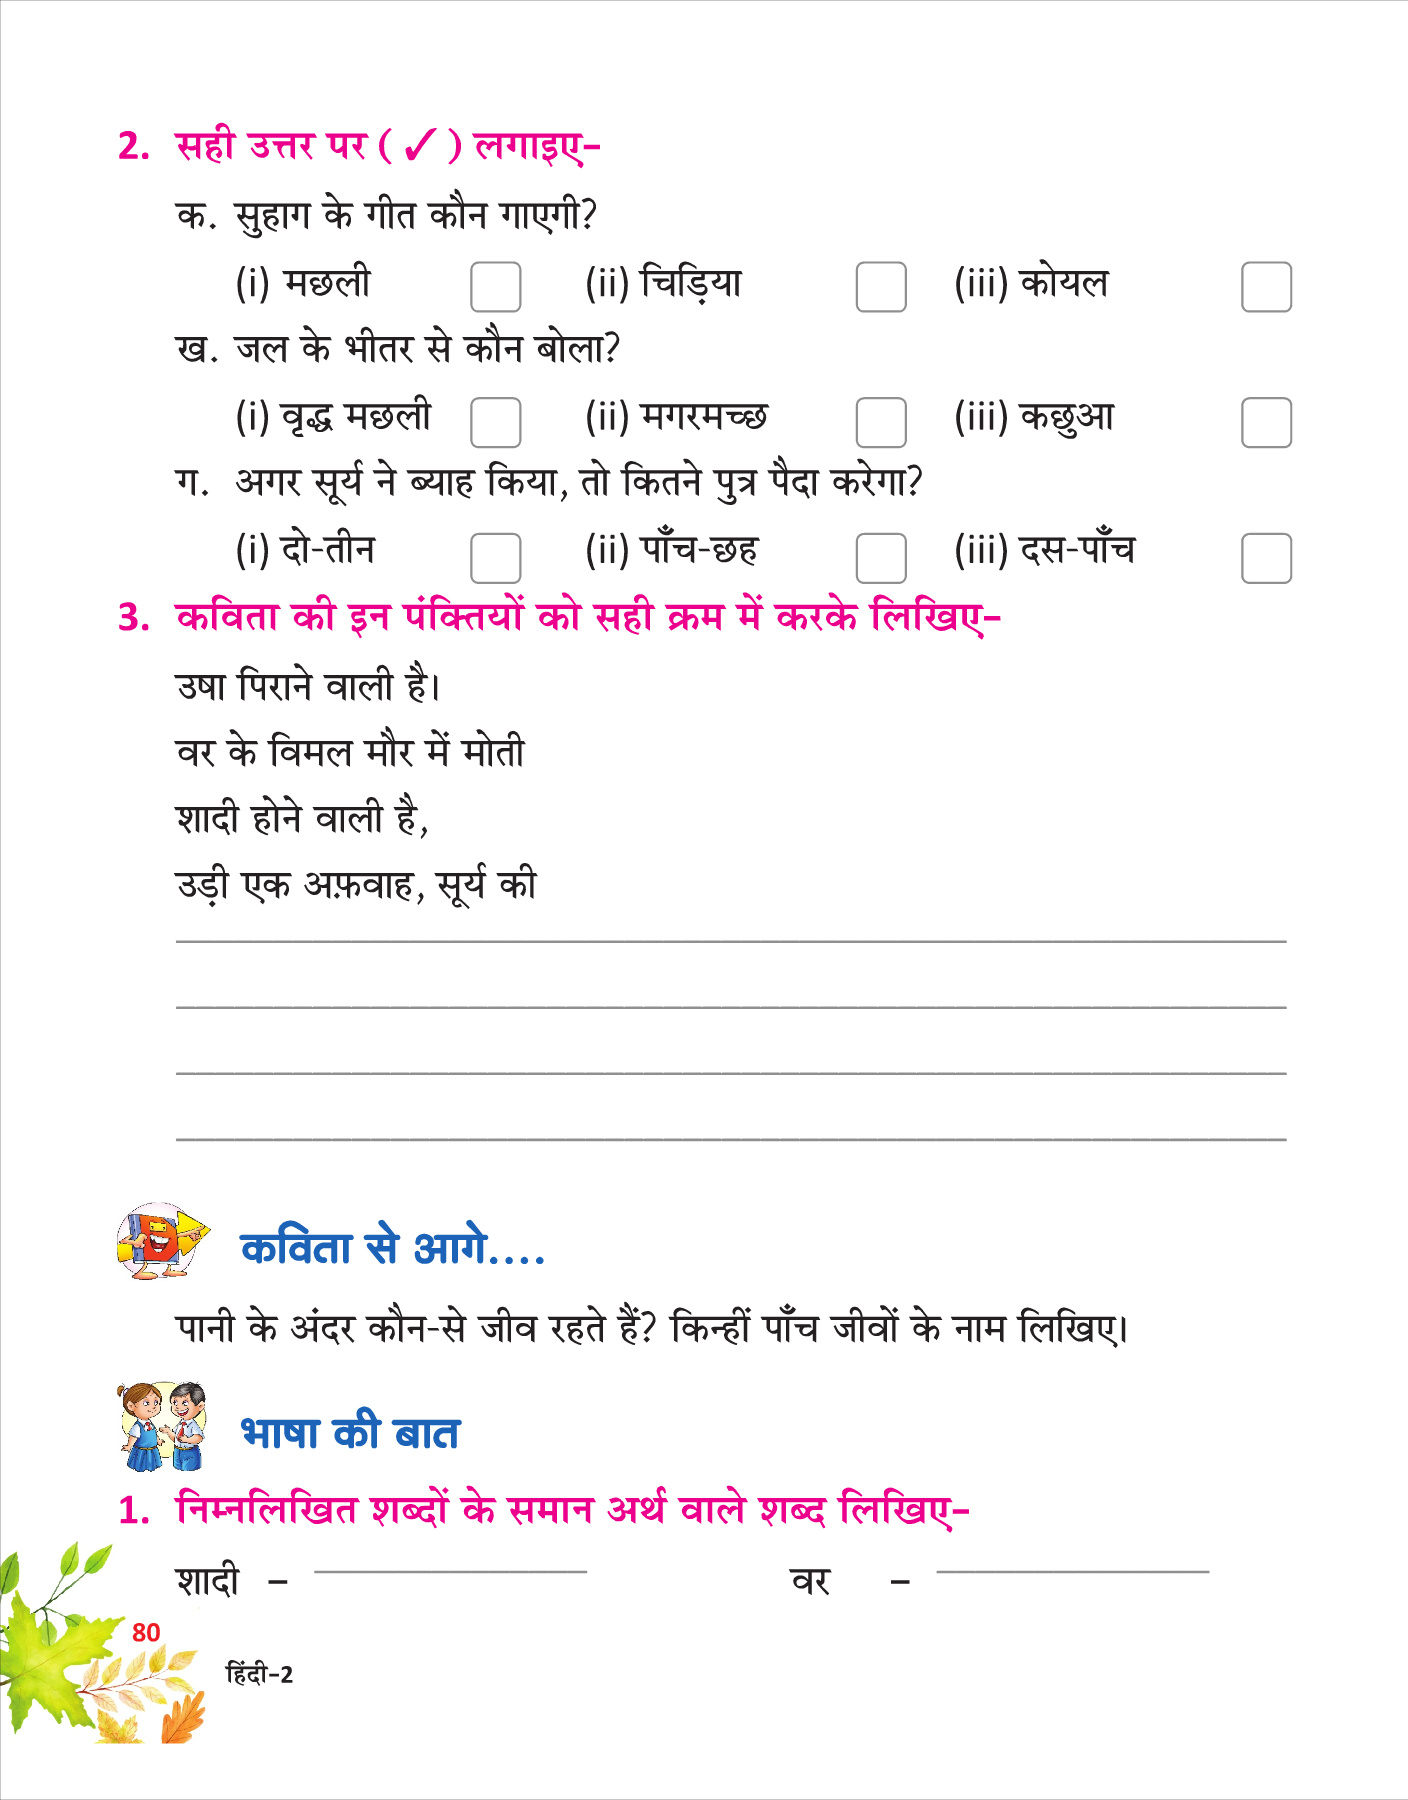 2. सही उत्तर पर ( ✓ ) लगाइए–
क. सुहाग के गीत कौन गाएगी?
(i) मछली (ii) चिड़िया (iii) कोयल
ख. जल के भीतर से कौन बोला?
(i) वृद्ध मछली (ii) मगरमच्छ (iii) कछुआ
ग. अगर सूर्य ने ब्याह किया, तो कितने पुत्र पैदा करेगा?
(i) दो-तीन (ii) पाँच-छह (iii) दस-पाँच
3. कविता की इन पंक्तियों को सही क्रम में करके लिखिए–
उषा पिराने वाली है।
वर के विमल मौर में मोती
शादी होने वाली है,
उड़ी एक अफ़वाह, सूर्य की
कविता से आगे....
पानी के अंदर कौन-से जीव रहते हैं? किन्हीं पाँच जीवों के नाम लिखिए।
भाषा की बात
1. निम्नलिखित शब्दों के समान अर्थ वाले शब्द लिखिए–
शादी – वर –
80
हिंदी–2